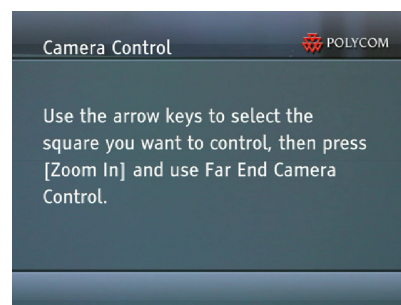 Camera Control
POLYCOM
Use the arrow keys to select the
square you want to control, then press
[Zoom In] and use Far End Camera
Control.